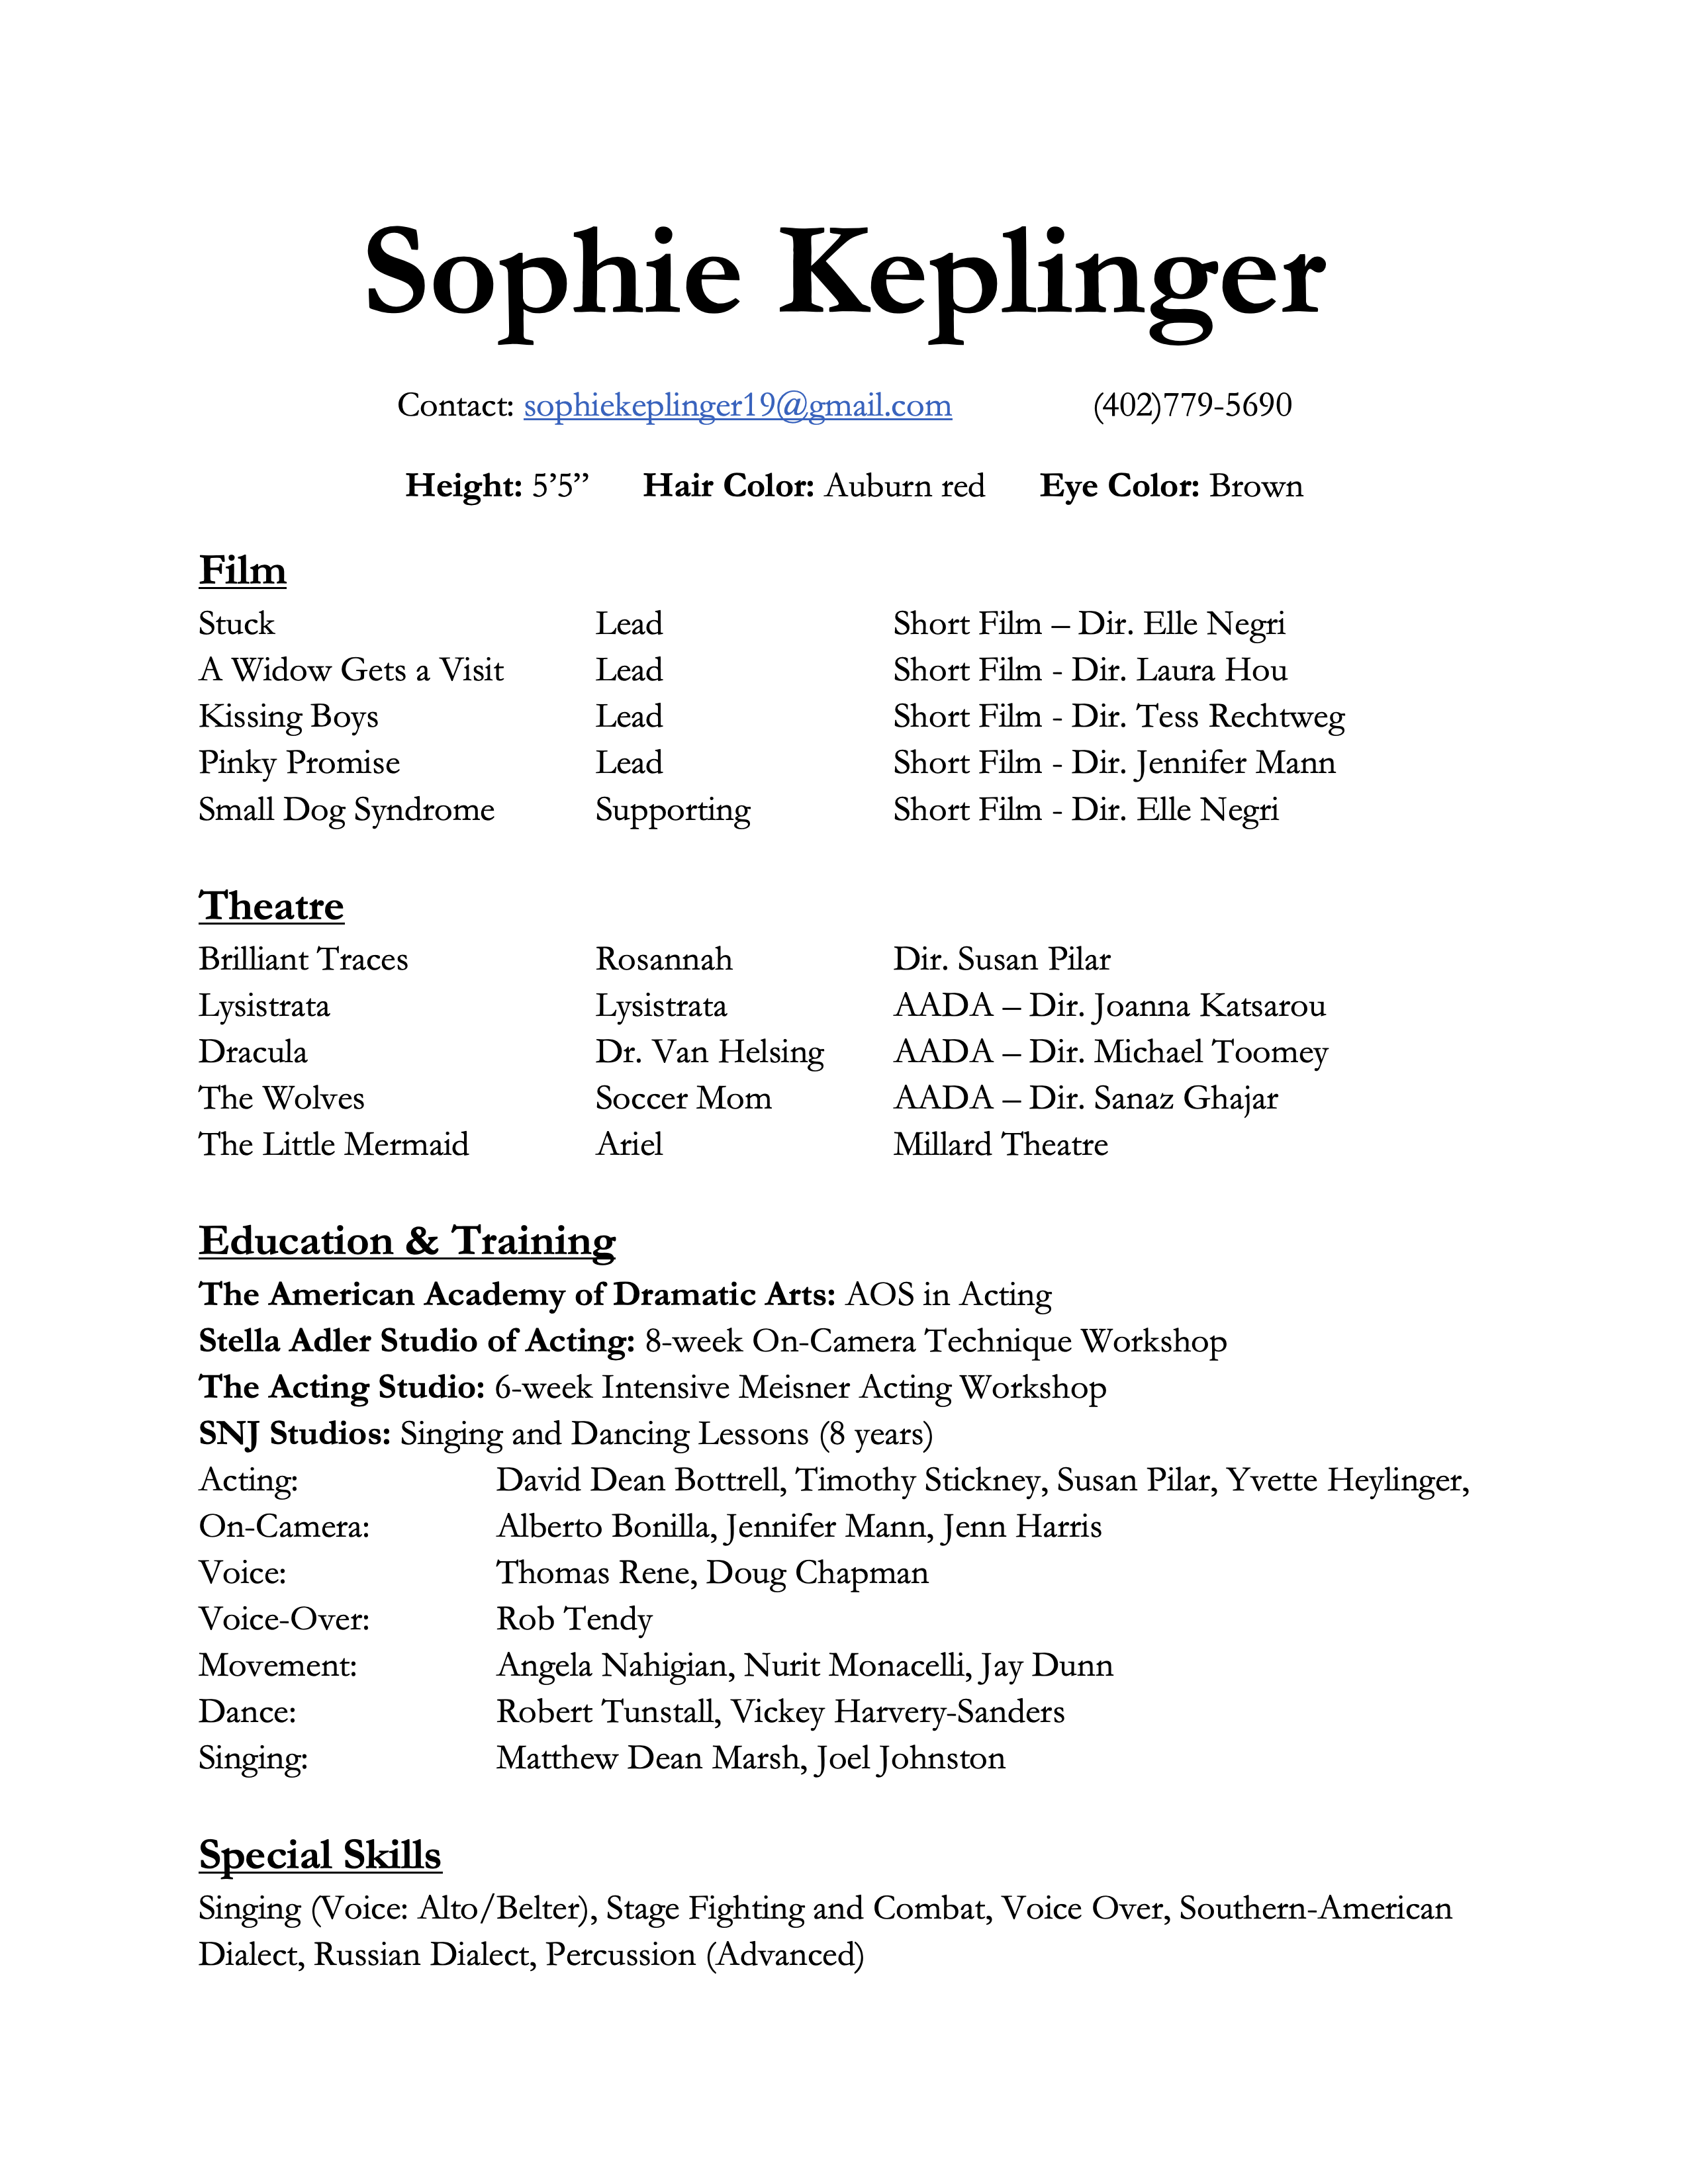 Sophie Keplinger
Contact: sophiekeplinger19@gmail.com (402)779-5690
Height: 5’5” Hair Color: Auburn red Eye Color: Brown
Film
Stuck Lead Short Film – Dir. Elle Negri
A Widow Gets a Visit Lead Short Film - Dir. Laura Hou
Kissing Boys Lead Short Film - Dir. Tess Rechtweg
Pinky Promise Lead Short Film - Dir. Jennifer Mann
Small Dog Syndrome Supporting Short Film - Dir. Elle Negri
Theatre
Brilliant Traces Rosannah Dir. Susan Pilar
Lysistrata Lysistrata AADA – Dir. Joanna Katsarou
Dracula Dr. Van Helsing AADA – Dir. Michael Toomey
The Wolves Soccer Mom AADA – Dir. Sanaz Ghajar
The Little Mermaid Ariel Millard Theatre
Education & Training
The American Academy of Dramatic Arts: AOS in Acting
Stella Adler Studio of Acting: 8-week On-Camera Technique Workshop
The Acting Studio: 6-week Intensive Meisner Acting Workshop
SNJ Studios: Singing and Dancing Lessons (8 years)
Acting: David Dean Bottrell, Timothy Stickney, Susan Pilar, Yvette Heylinger,
On-Camera: Alberto Bonilla, Jennifer Mann, Jenn Harris
Voice: Thomas Rene, Doug Chapman
Voice-Over: Rob Tendy
Movement: Angela Nahigian, Nurit Monacelli, Jay Dunn
Dance: Robert Tunstall, Vickey Harvery-Sanders
Singing: Matthew Dean Marsh, Joel Johnston
Special Skills
Singing (Voice: Alto/Belter), Stage Fighting and Combat, Voice Over, Southern-American
Dialect, Russian Dialect, Percussion (Advanced)